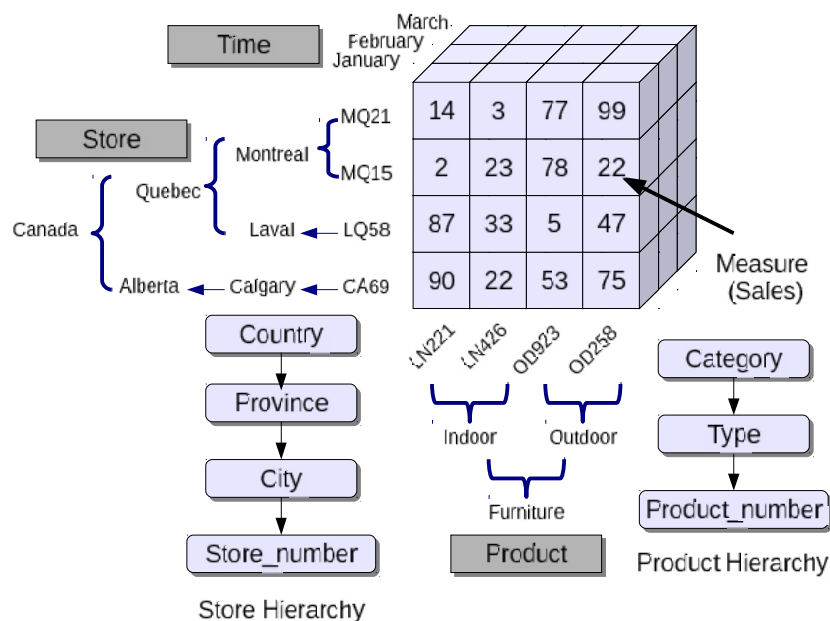 March
February
January
Time
Store
MQ21
MQ15
LQ58
CA69
Montreal
Laval
Calgary
Quebec
Alberta
Canada
14 3 77 99
2 23 78 22
87 33 5 47
90 22 53 75
Measure
(Sales)
LN221
LN426
OD923
OD258
Indoor
Outdoor
Furniture
Product
Country
Province
City
Store_number
Store Hierarchy
Category
Type
Product_number
Product Hierarchy